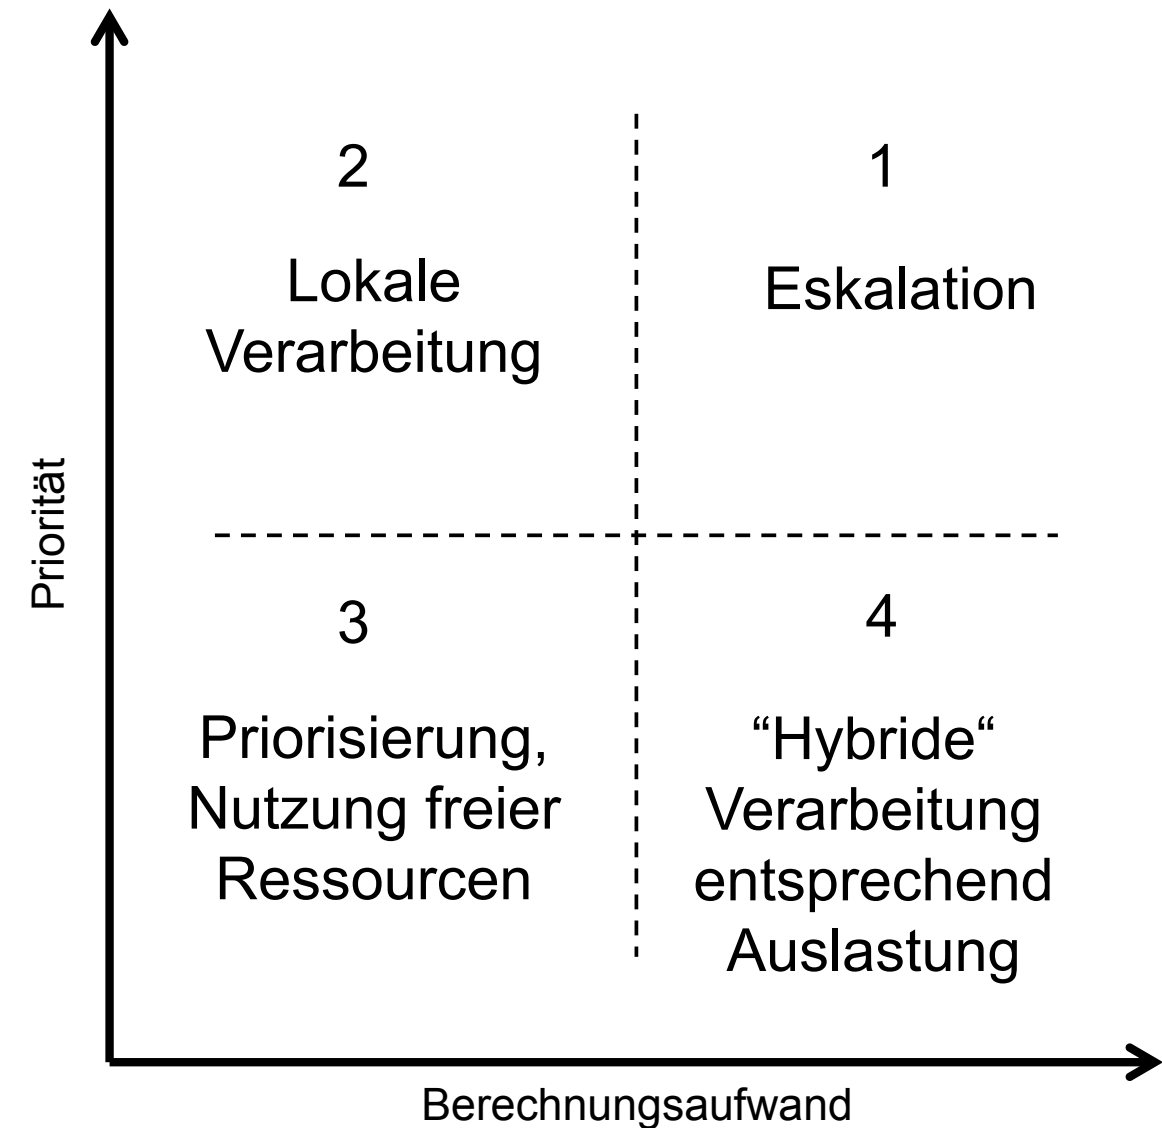 2
Lokale
Verarbeitung
1
Eskalation
Priorität
3
Priorisierung,
Nutzung freier
Ressourcen
4
“Hybride“
Verarbeitung
entsprechend
Auslastung
Berechnungsaufwand